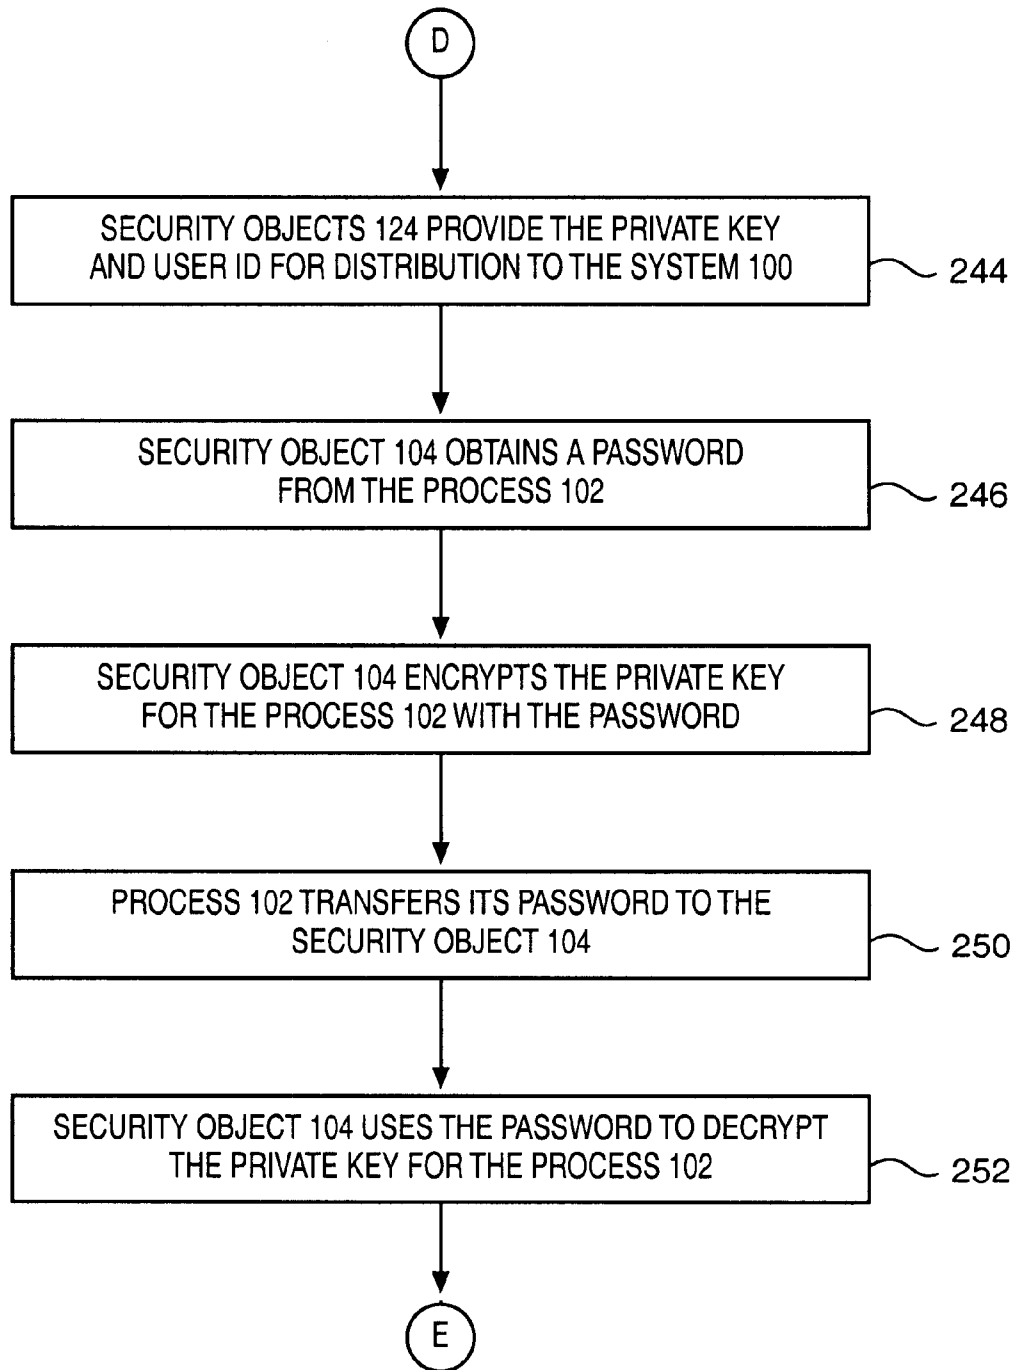 D
SECURITY OBJECTS 124 PROVIDE THE PRIVATE KEY
AND USER ID FOR DISTRIBUTION TO THE SYSTEM 100
244
SECURITY OBJECT 104 OBTAINS A PASSWORD
FROM THE PROCESS 102
246
SECURITY OBJECT 104 ENCRYPTS THE PRIVATE KEY
FOR THE PROCESS 102 WITH THE PASSWORD
248
PROCESS 102 TRANSFERS ITS PASSWORD TO THE
SECURITY OBJECT 104
250
SECURITY OBJECT 104 USES THE PASSWORD TO DECRYPT
THE PRIVATE KEY FOR THE PROCESS 102
252
E